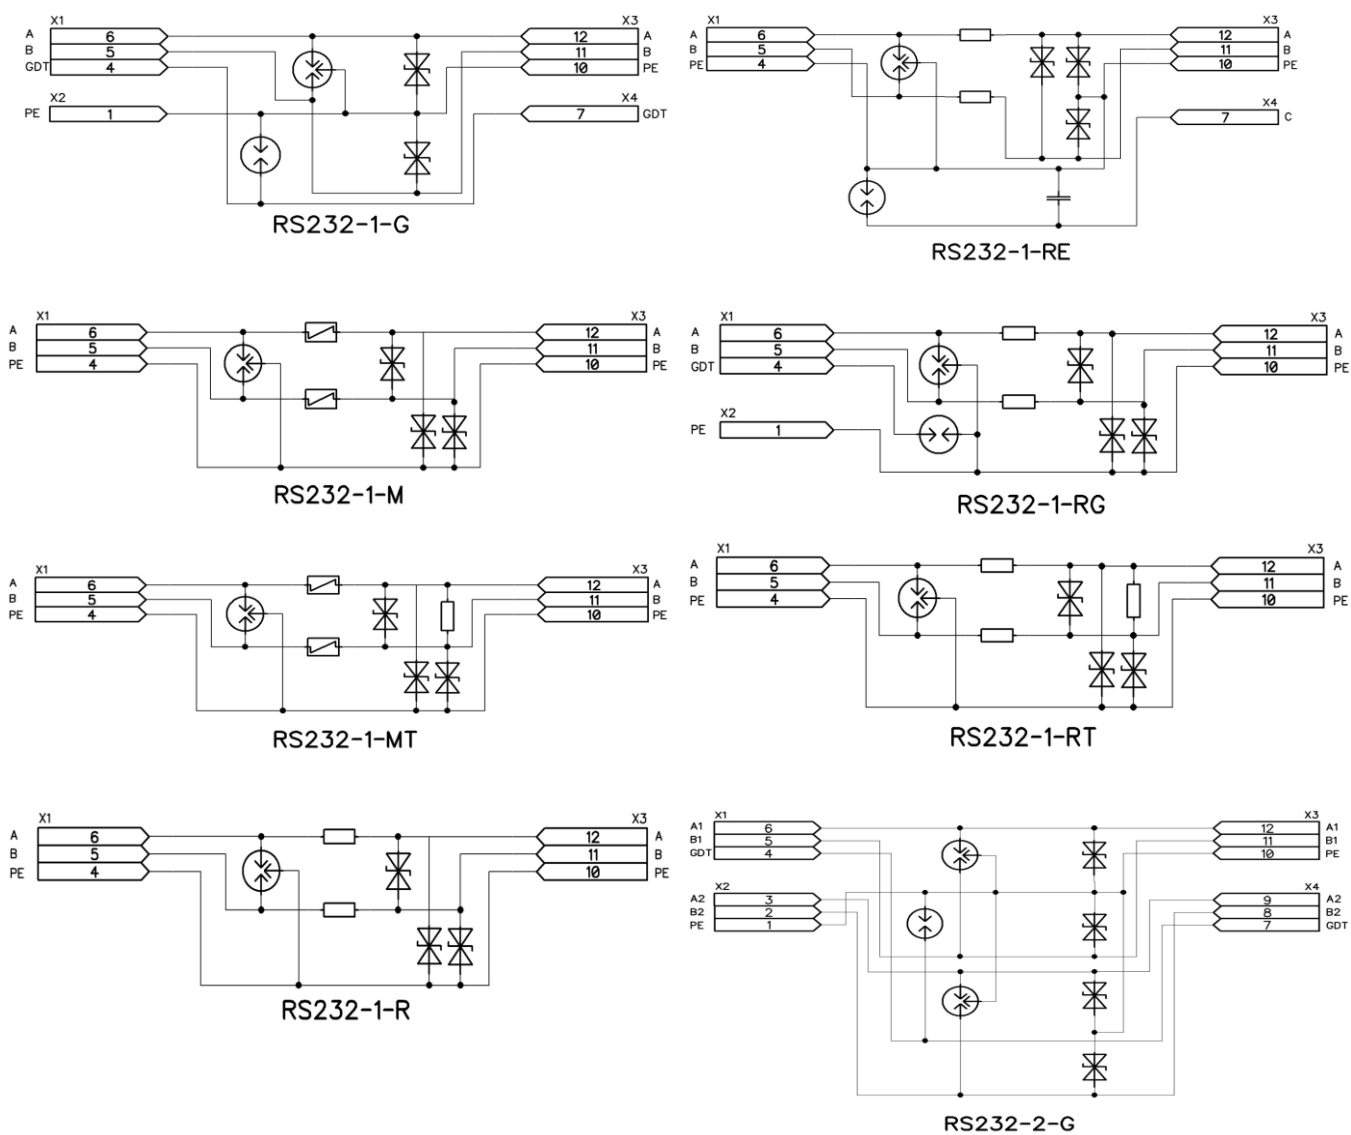 X1 X3
A 6 12 A
B 5 11 B
GDT 4 10 PE
X2 X4
PE 1 7 GDT
RS232-1-G
X1 X3
A 6 12 A
B 5 11 B
PE 4 10 PE
X4
7 C
RS232-1-RE
X1 X3
A 6 12 A
B 5 11 B
PE 4 10 PE
RS232-1-M
X1 X3
A 6 12 A
B 5 11 B
GDT 4 10 PE
X2
PE 1
RS232-1-RG
X1 X3
A 6 12 A
B 5 11 B
PE 4 10 PE
RS232-1-MT
X1 X3
A 6 12 A
B 5 11 B
PE 4 10 PE
RS232-1-RT
X1 X3
A 6 12 A
B 5 11 B
PE 4 10 PE
RS232-1-R
X1 X3
A1 6 12 A1
B1 5 11 B1
GDT 4 10 PE
X2 X4
A2 3 9 A2
B2 2 8 B2
PE 1 7 GDT
RS232-2-G